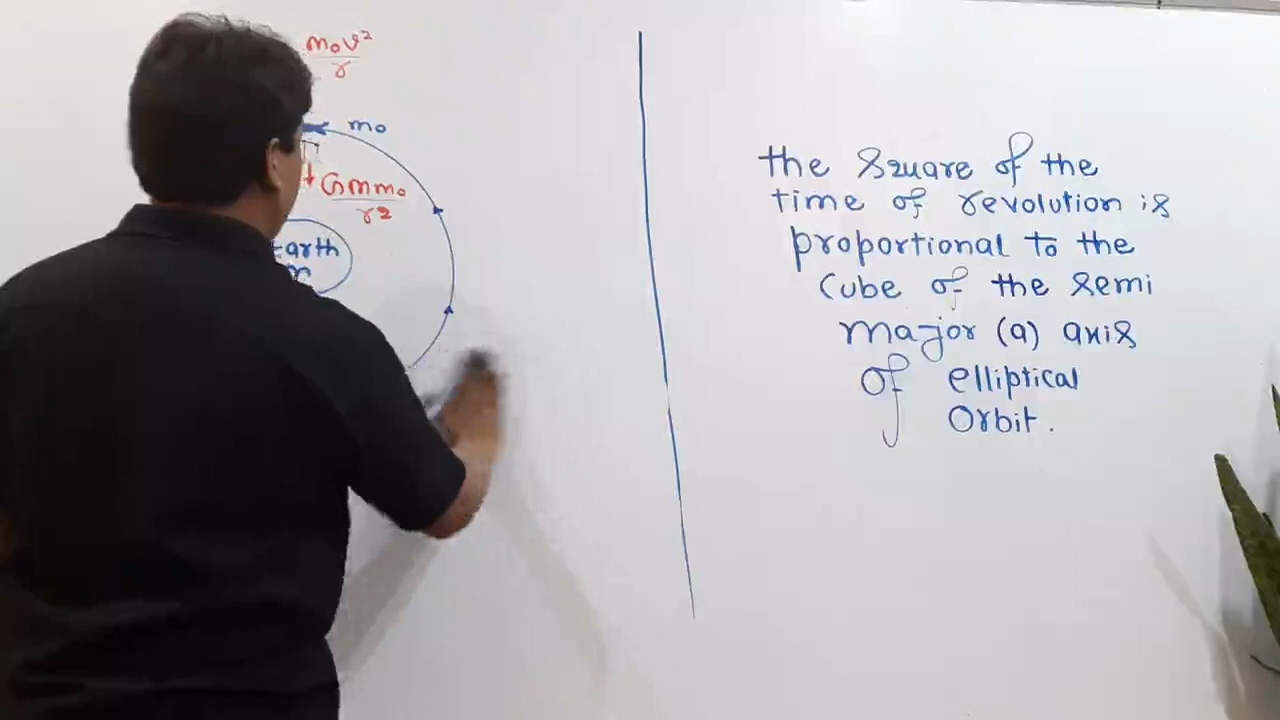 m₀v²
r
m₀
GMm₀
r2
Earth
m
the Square of the
time of revolution is
proportional to the
Cube of the Semi
major (a) axis
of elliptical
Orbit.